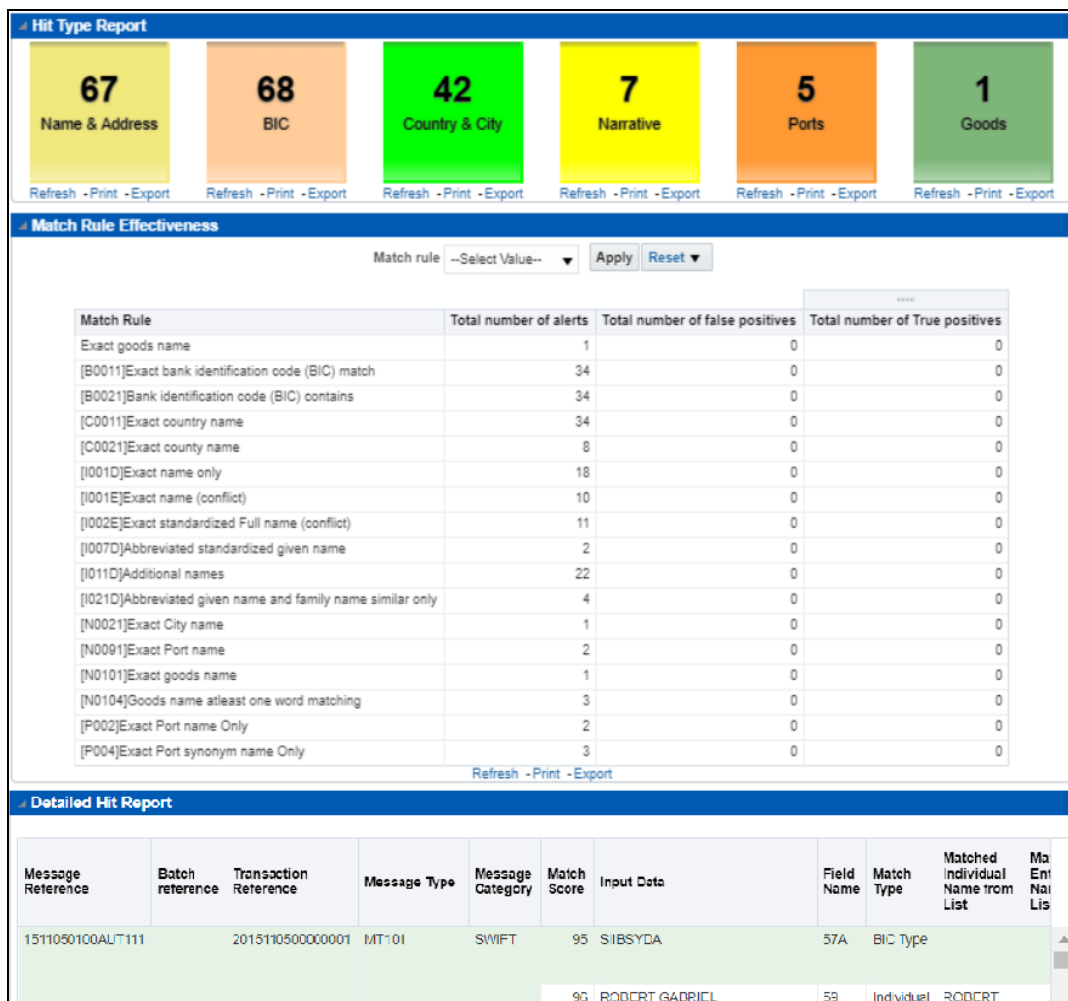 Hit Type Report
67 68 42 7 5 1
Name & Address BIC Country & City Narrative Ports Goods
Refresh - Print - Export Refresh - Print - Export Refresh - Print - Export Refresh - Print - Export Refresh - Print - Export Refresh - Print - Export
Match Rule Effectiveness
Match rule --Select Value-- Apply Reset
Match Rule Total number of alerts Total number of false positives Total number of True positives
Exact goods name 1 0 0
[B0011]Exact bank identification code (BIC) match 34 0 0
[B0021]Bank identification code (BIC) contains 34 0 0
[C0011]Exact country name 34 0 0
[C0021]Exact county name 8 0 0
[I001D]Exact name only 18 0 0
[I001E]Exact name (conflict) 10 0 0
[I002E]Exact standardized Full name (conflict) 11 0 0
[I007D]Abbreviated standardized given name 2 0 0
[I011D]Additional names 22 0 0
[I021D]Abbreviated given name and family name similar only 4 0 0
[N0021]Exact City name 1 0 0
[N0091]Exact Port name 2 0 0
[N0101]Exact goods name 1 0 0
[N0104]Goods name atleast one word matching 3 0 0
[P002]Exact Port name Only 2 0 0
[P004]Exact Port synonym name Only 3 0 0
Refresh - Print - Export
Detailed Hit Report
Message Reference Batch reference Transaction Reference Message Type Message Category Match Score Input Data Field Name Match Type Matched Individual Name from List
1511050100AUT111 2015110500000001 MT101 SWIFT 95 SIIBSYDA 57A BIC Type
96 ROBERT GABRIEL 59 Individual ROBERT